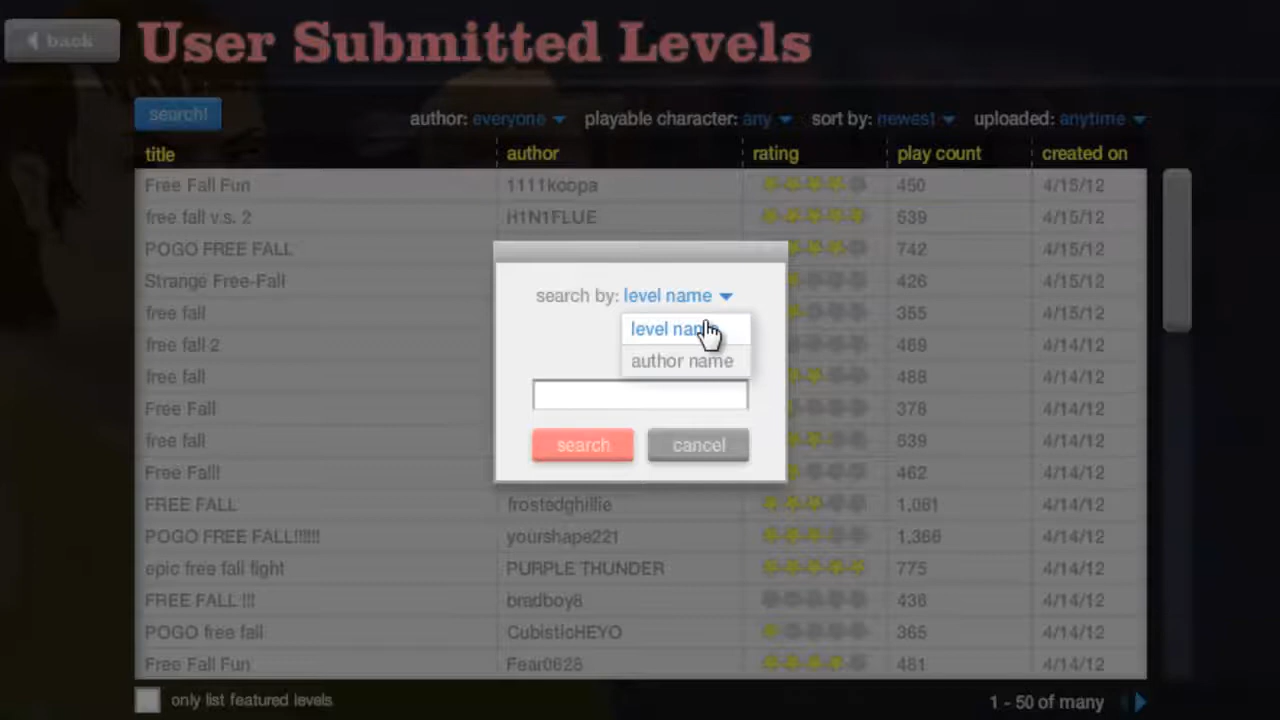 back
User Submitted Levels
search!
author: everyone playable character: any sort by: newest uploaded: anytime
title author rating play count created on
Free Fall Fun 1111koopa 450 4/15/12
free fall v.s. 2 H1N1FLUE 539 4/15/12
POGO FREE FALL 742 4/15/12
Strange Free-Fall 426 4/15/12
free fall 355 4/15/12
free fall 2 469 4/15/12
free fall 488 4/14/12
Free Fall 378 4/14/12
free fall 539 4/14/12
Free Fall! 462 4/14/12
FREE FALL frostedghillie 1,061 4/14/12
POGO FREE FALL!!!!!! yourshape221 1,366 4/14/12
epic free fall fight PURPLE THUNDER 775 4/14/12
FREE FALL !!! bradboy8 436 4/14/12
POGO free fall CubisticHEYO 365 4/14/12
Free Fall Fun Fear0628 481 4/14/12
search by: level name
level name
author name
search cancel
only list featured levels 1 - 50 of many